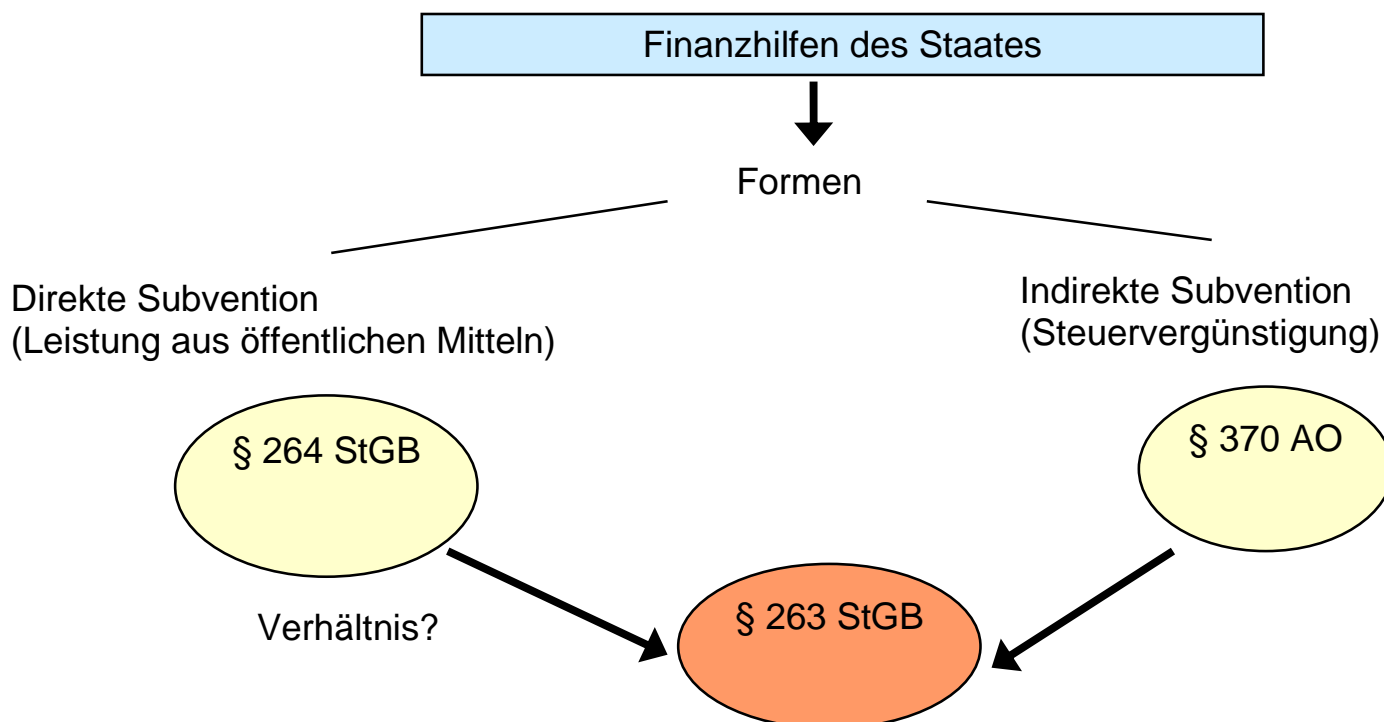 Finanzhilfen des Staates
Formen
Direkte Subvention
(Leistung aus öffentlichen Mitteln)
Indirekte Subvention
(Steuervergünstigung)
§ 264 StGB
§ 370 AO
Verhältnis?
§ 263 StGB